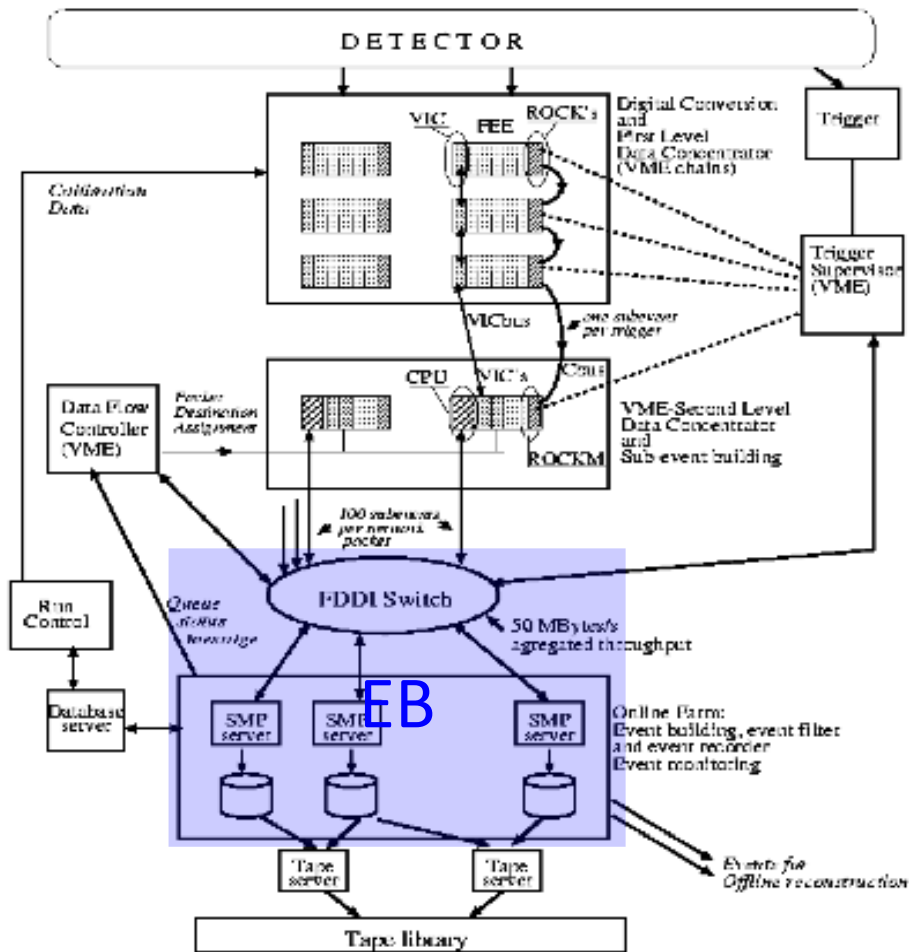 DETECTOR
VIC
FEE
ROCK's
Digital Conversion
and
First Level
Data Concentrator
(VME chains)
Trigger
Calibration
Data
Trigger
Supervisor
(VME)
VICbus
one subevent
per trigger
CPU
VIC's
Cbus
Data Flow
Controller
(VME)
Packet
Destination
Assignment
VME-Second Level
Data Concentrator
and
Sub event building
ROCKM
100 subevents
per network
packet
FDDI Switch
Queue
status
message
Run
Control
50 MBytes/s
agregated throughput
EB
Database
server
SMP
server
SMP
server
SMP
server
Online Farm:
Event building, event filter
and event recorder
Event monitoring
Tape
server
Tape
server
Events for
Offline reconstruction
Tape library